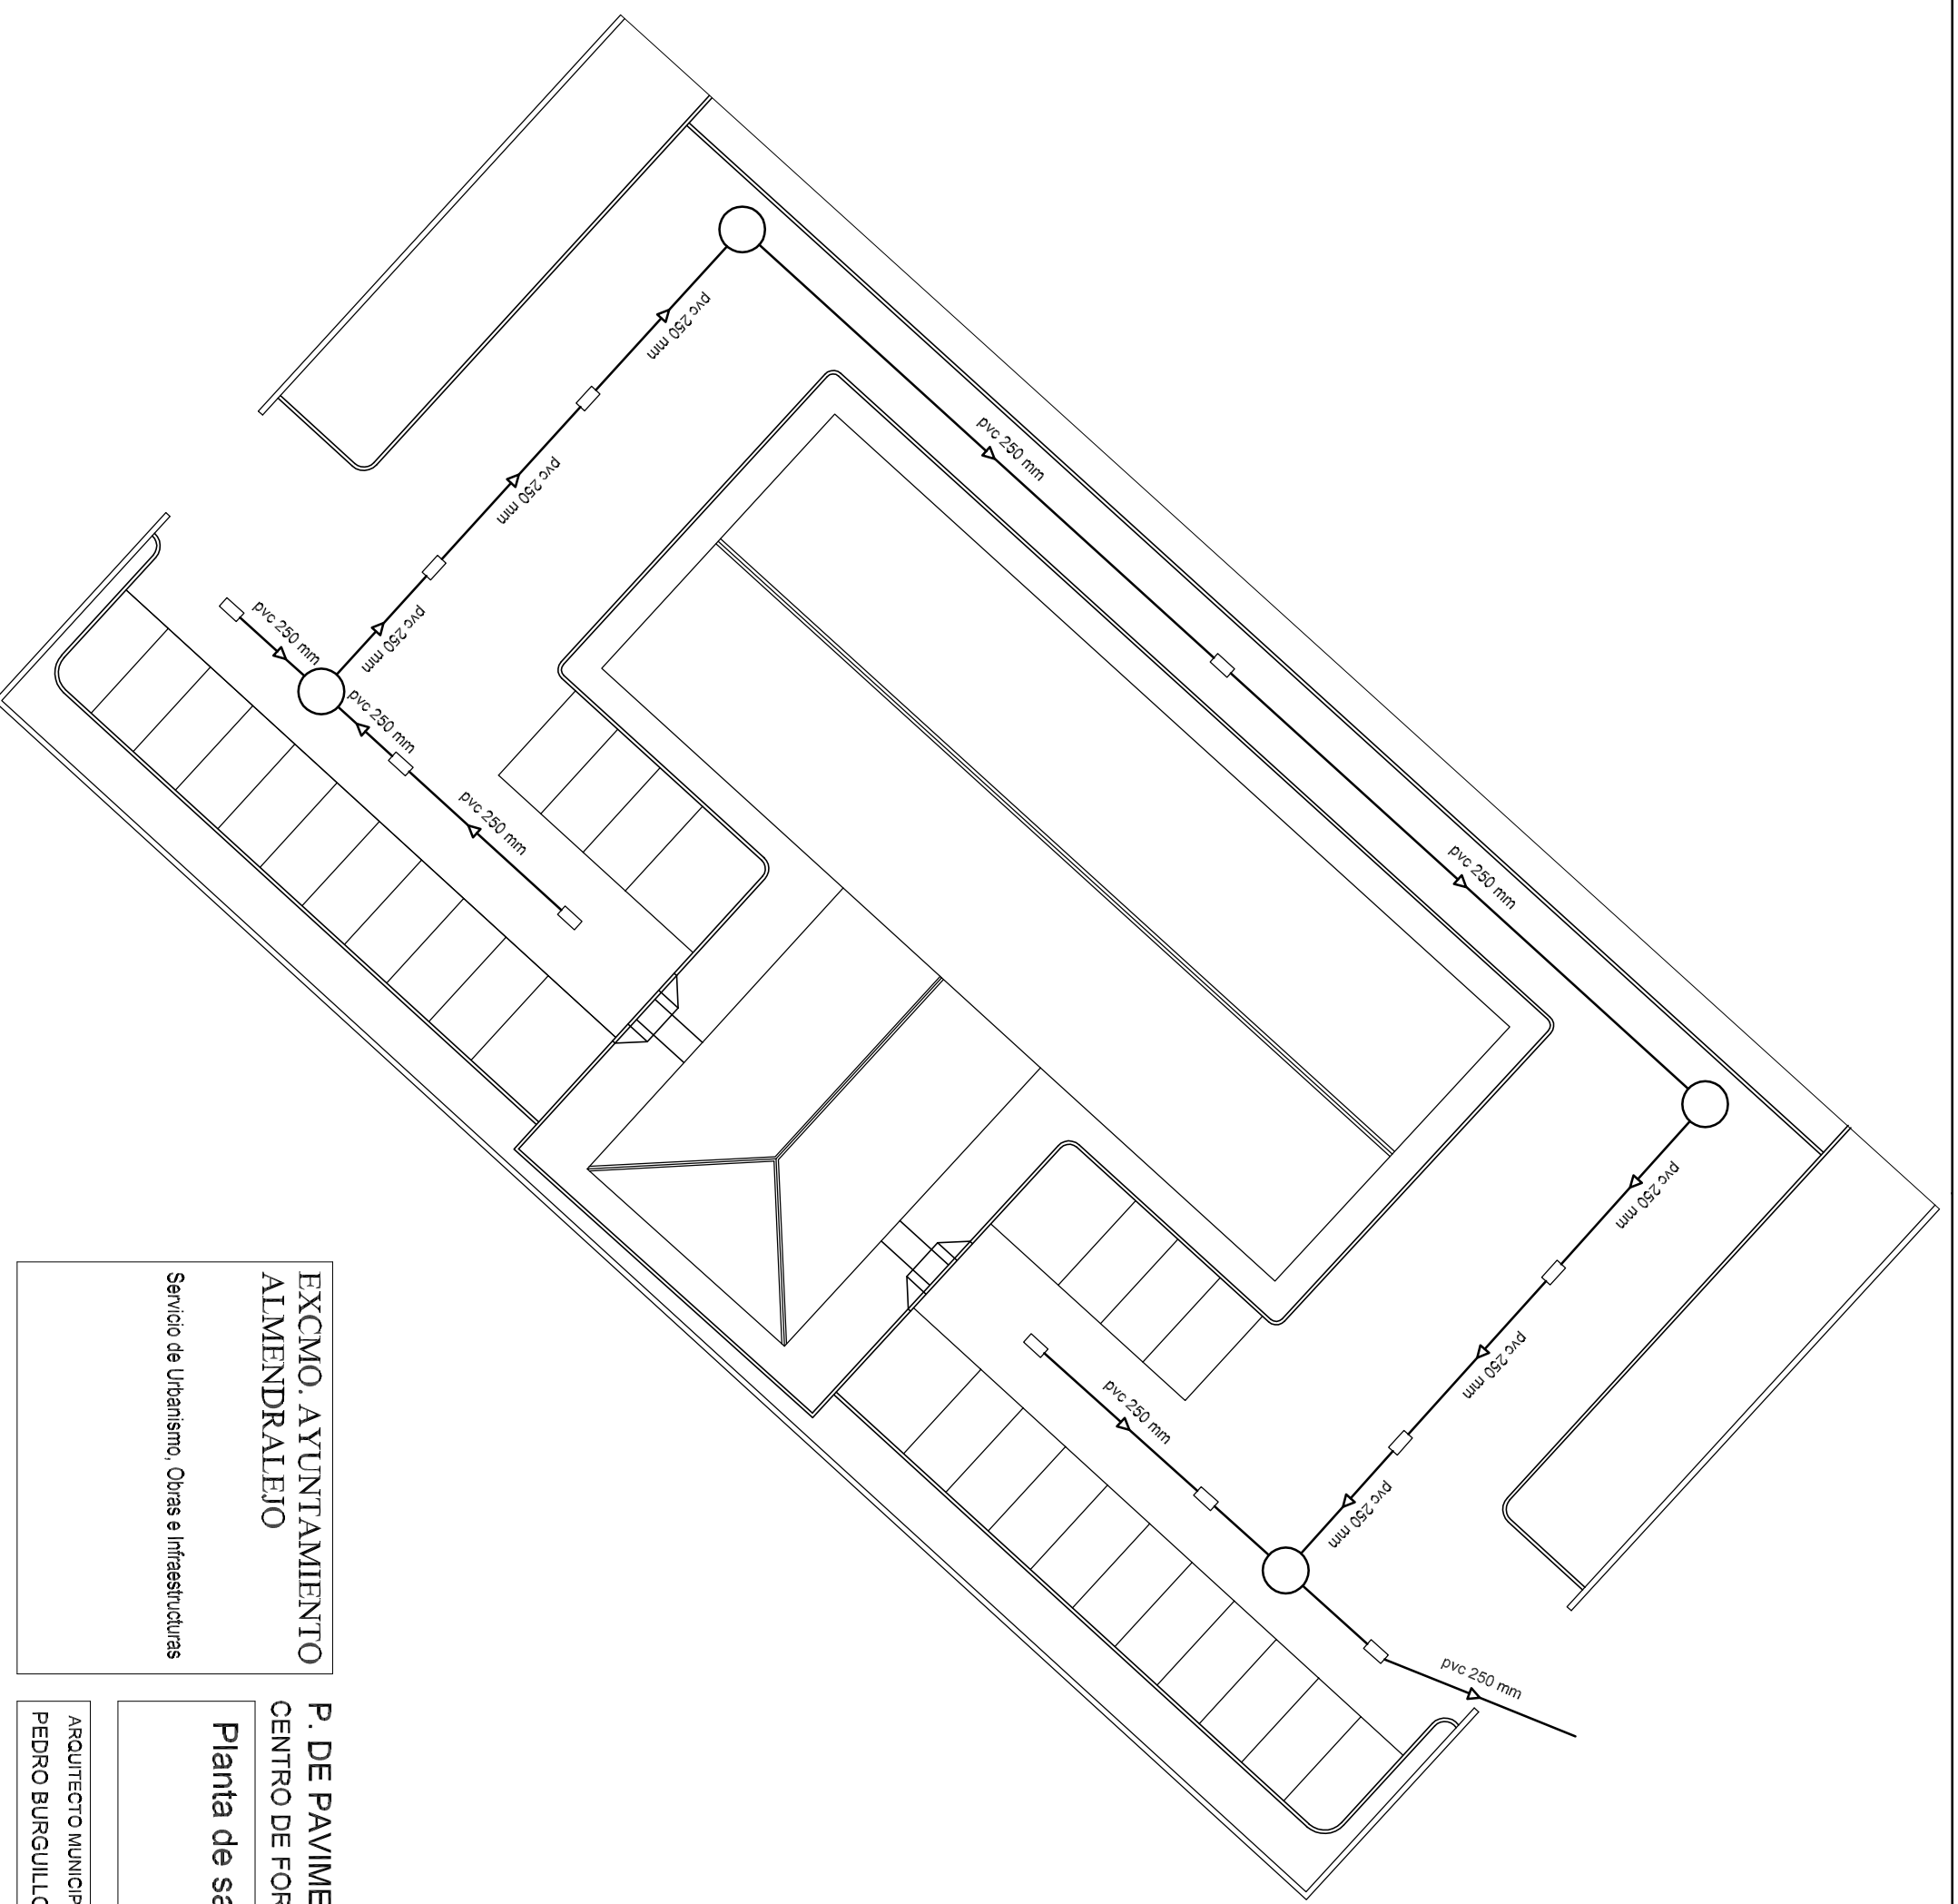 pvc 250 mm
pvc 250 mm
pvc 250 mm
pvc 250 mm
pvc 250 mm
pvc 250 mm
pvc 250 mm
pvc 250 mm
pvc 250 mm
pvc 250 mm
pvc 250 mm
pvc 250 mm
pvc 250 mm
EXCMO. AYUNTAMIENTO
ALMENDRALEJO
Servicio de Urbanismo, Obras e Infraestructuras
P. DE PAVIME
CENTRO DE FOR
Planta de sa
ARQUITECTO MUNICIP
PEDRO BURGUILLO